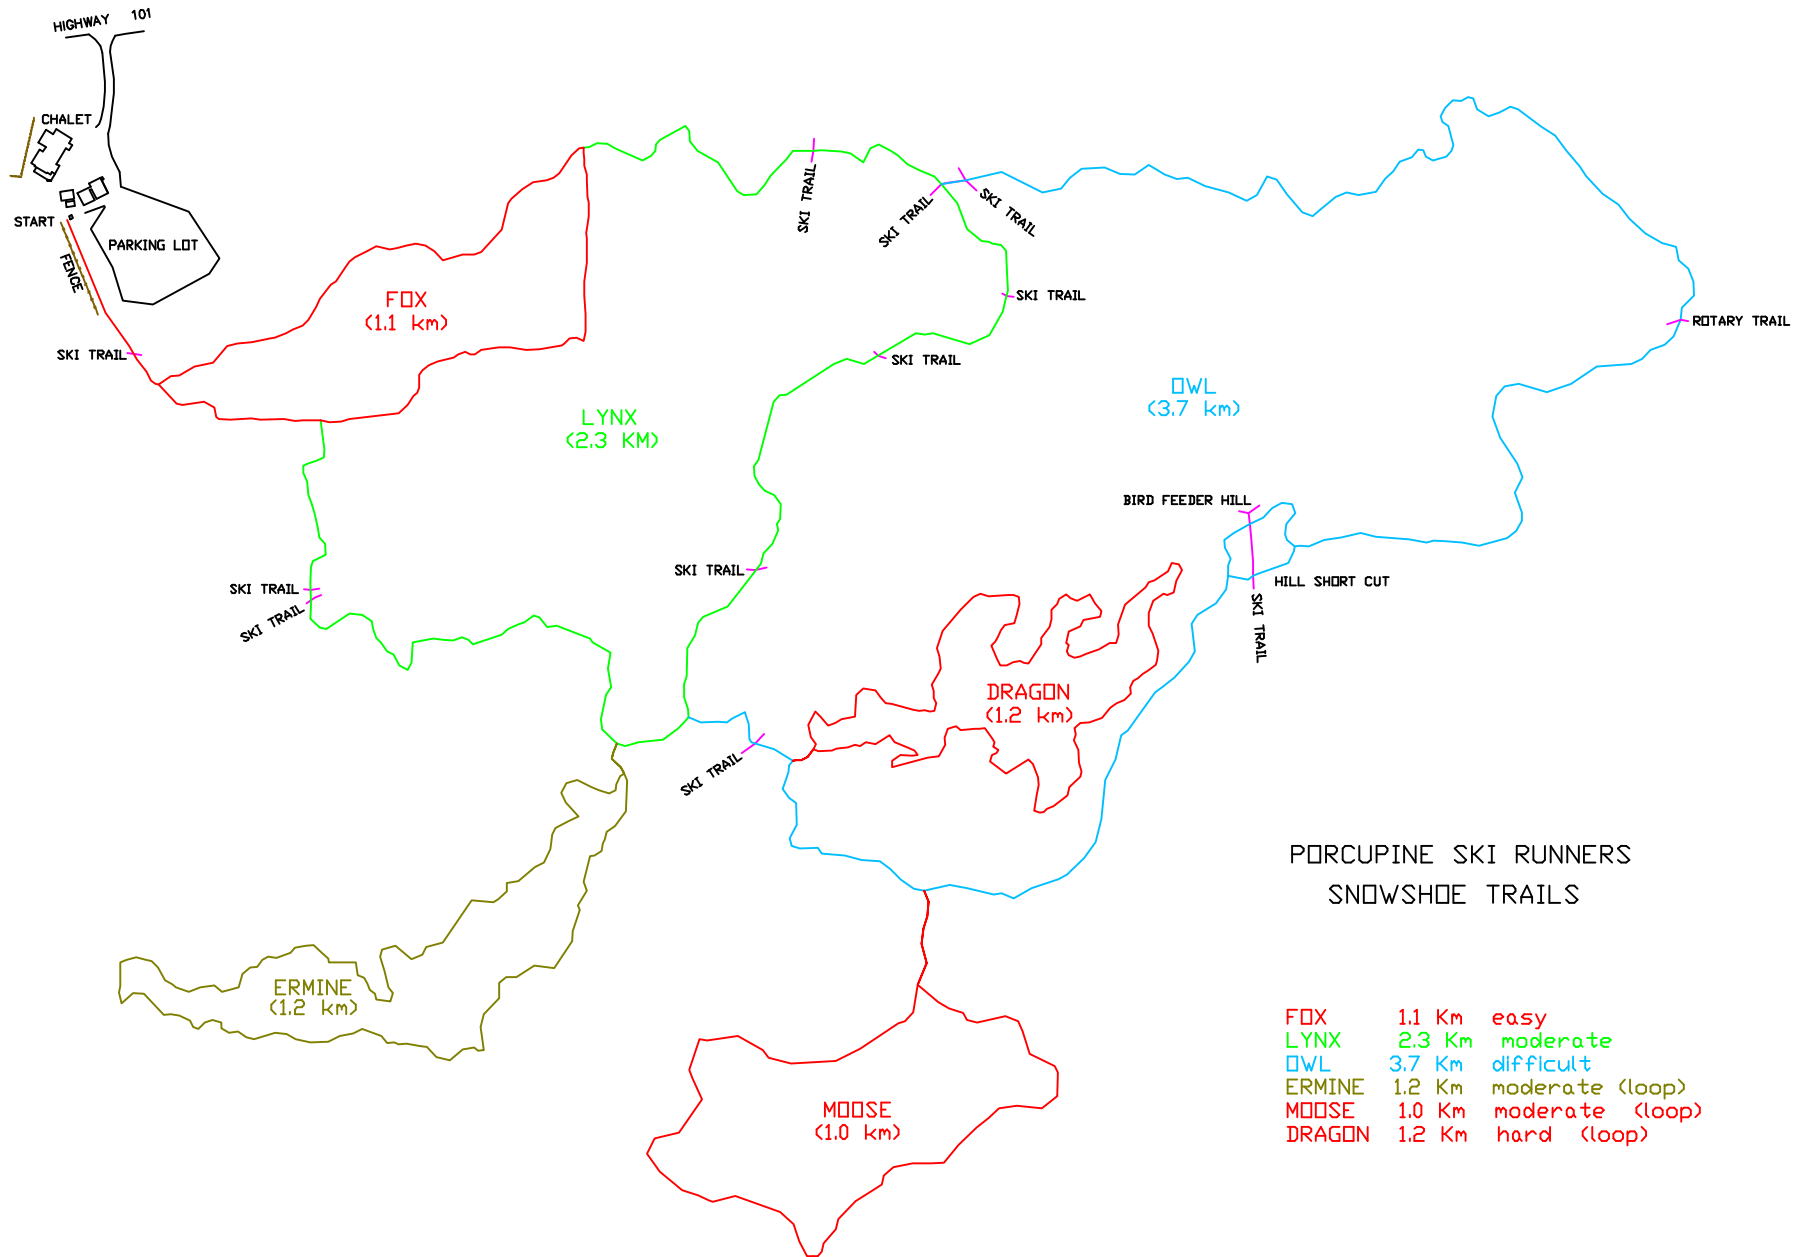 HIGHWAY 101
CHALET
START
PARKING LOT
FENCE
SKI TRAIL
FOX
(1.1 km)
SKI TRAIL
SKI TRAIL
SKI TRAIL
SKI TRAIL
SKI TRAIL
ROTARY TRAIL
LYNX
(2.3 KM)
OWL
(3.7 km)
BIRD FEEDER HILL
HILL SHORT CUT
SKI TRAIL
SKI TRAIL
SKI TRAIL
SKI TRAIL
SKI TRAIL
DRAGON
(1.2 km)
ERMINE
(1.2 km)
MOOSE
(1.0 km)
PORCUPINE SKI RUNNERS
SNOWSHOE TRAILS
FOX 1.1 Km easy
LYNX 2.3 Km moderate
OWL 3.7 Km difficult
ERMINE 1.2 Km moderate (loop)
MOOSE 1.0 Km moderate (loop)
DRAGON 1.2 Km hard (loop)